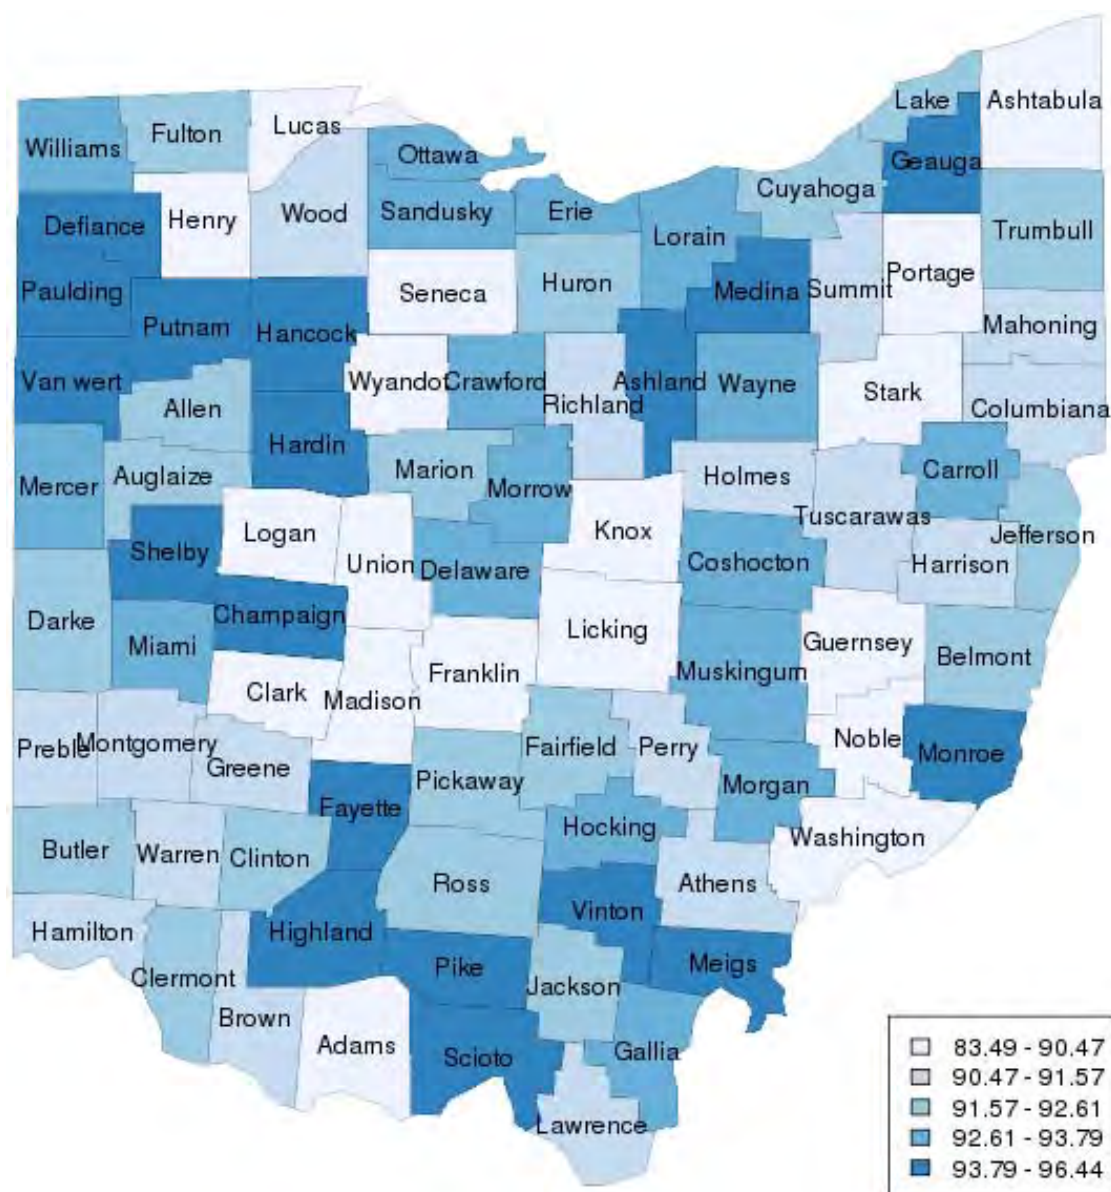 Lake
Ashtabula
Lucas
Fulton
Williams
Ottawa
Geauga
Cuyahoga
Defiance
Henry
Wood
Sandusky
Erie
Lorain
Trumbull
Paulding
Seneca
Huron
Medina
Summit
Portage
Mahoning
Putnam
Hancock
Van wert
Wyandot
Crawford
Richland
Ashland
Wayne
Stark
Columbiana
Allen
Hardin
Mercer
Auglaize
Marion
Morrow
Holmes
Carroll
Tuscarawas
Logan
Knox
Jefferson
Shelby
Union
Delaware
Coshocton
Harrison
Darke
Champaign
Licking
Miami
Guernsey
Belmont
Clark
Madison
Franklin
Muskingum
Preble
Montgomery
Greene
Fairfield
Perry
Noble
Monroe
Pickaway
Morgan
Fayette
Hocking
Washington
Butler
Warren
Clinton
Ross
Athens
Hamilton
Highland
Vinton
Clermont
Pike
Meigs
Jackson
Brown
Adams
Scioto
Gallia
Lawrence
83.49 - 90.47
90.47 - 91.57
91.57 - 92.61
92.61 - 93.79
93.79 - 96.44